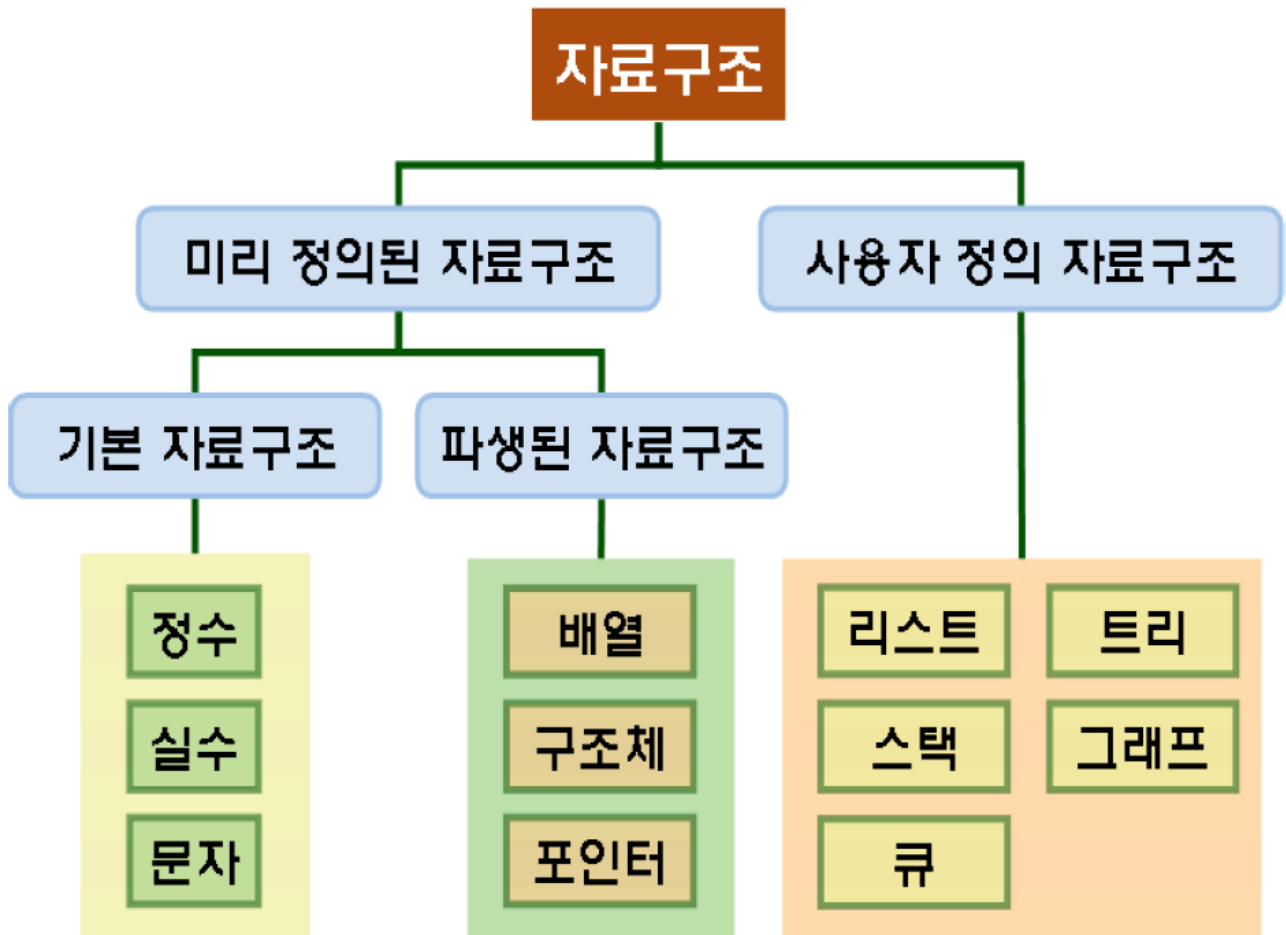 자료구조
미리 정의된 자료구조
사용자 정의 자료구조
기본 자료구조
파생된 자료구조
정수
실수
문자
배열
구조체
포인터
리스트
트리
스택
그래프
큐